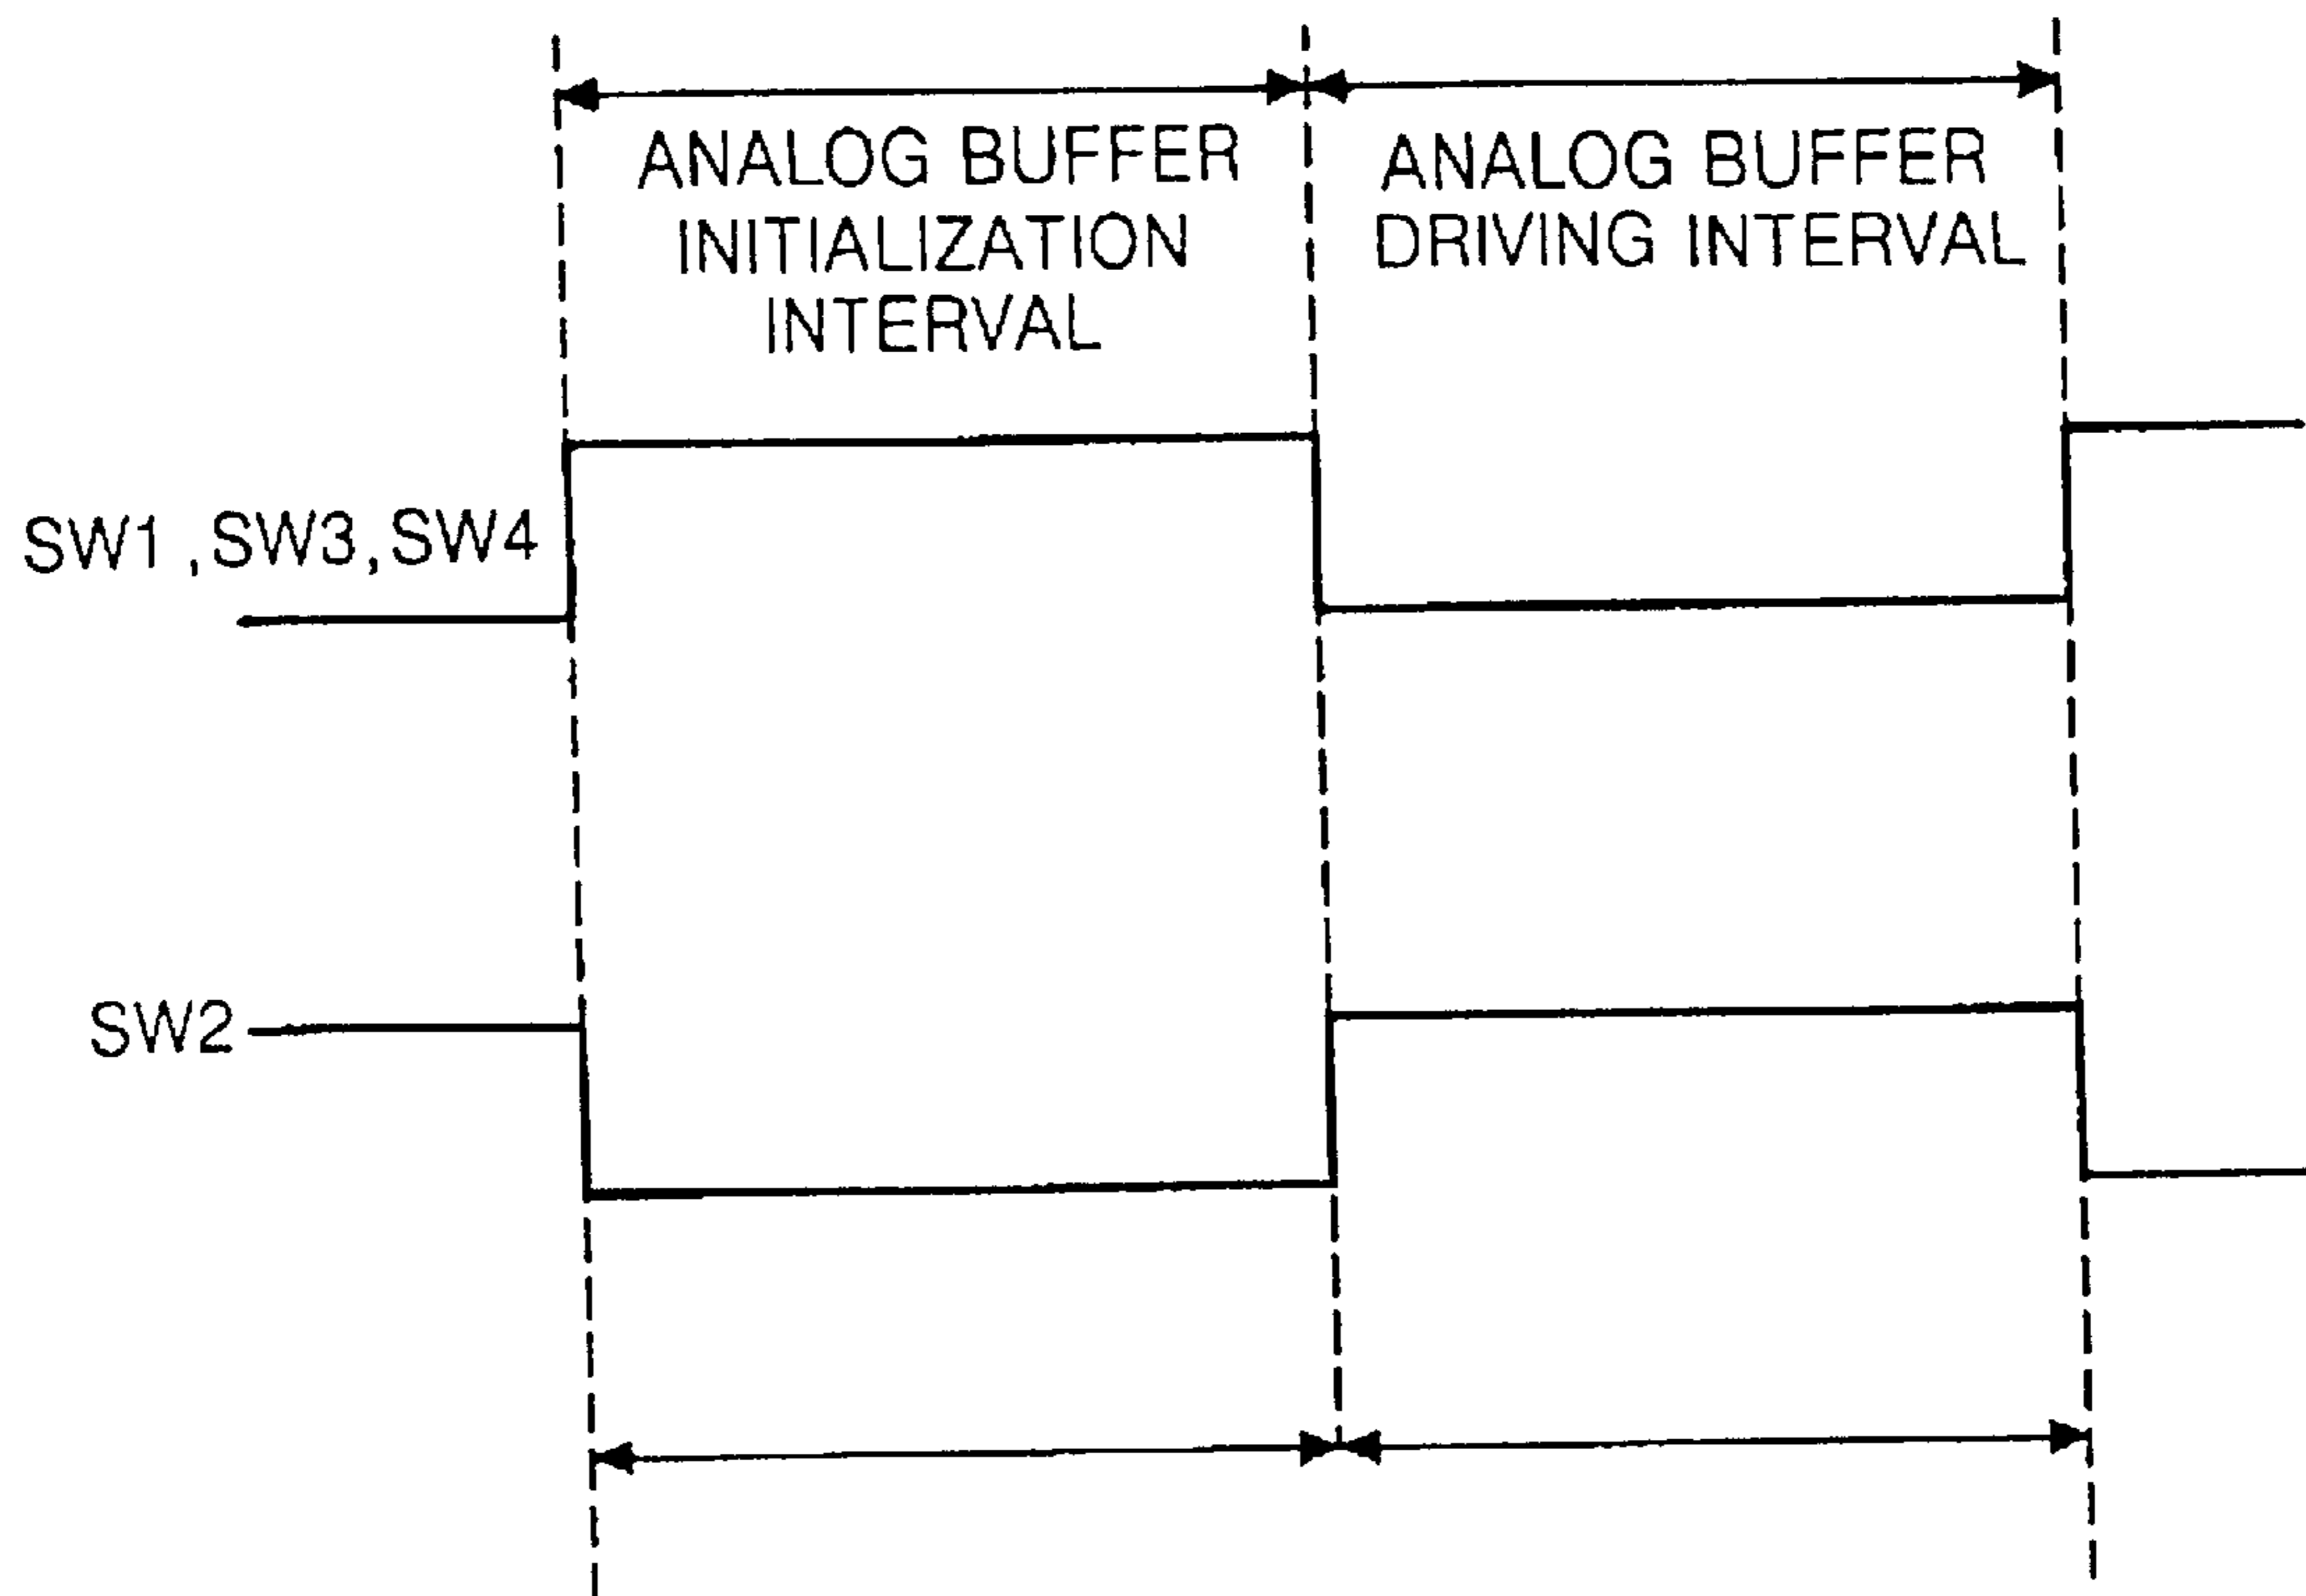 ANALOG BUFFER
INITIALIZATION
INTERVAL
ANALOG BUFFER
DRIVING INTERVAL
SW1 ,SW3,SW4
SW2